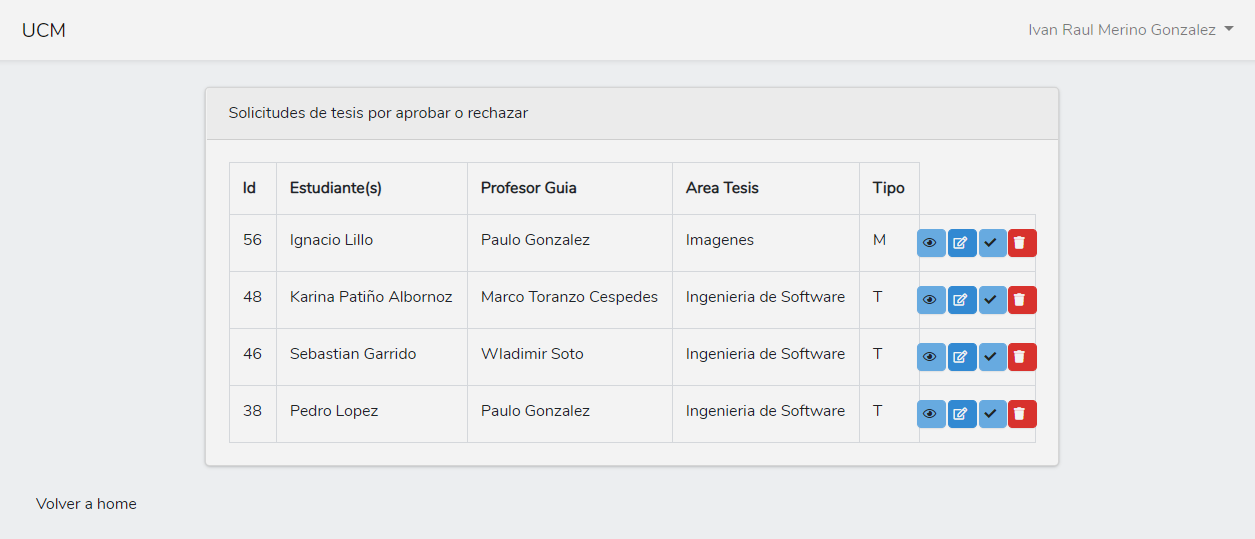 UCM
Ivan Raul Merino Gonzalez
Solicitudes de tesis por aprobar o rechazar
Id Estudiante(s) Profesor Guia Area Tesis Tipo
56 Ignacio Lillo Paulo Gonzalez Imagenes M
48 Karina Patiño Albornoz Marco Toranzo Cespedes Ingenieria de Software T
46 Sebastian Garrido Wladimir Soto Ingenieria de Software T
38 Pedro Lopez Paulo Gonzalez Ingenieria de Software T
Volver a home